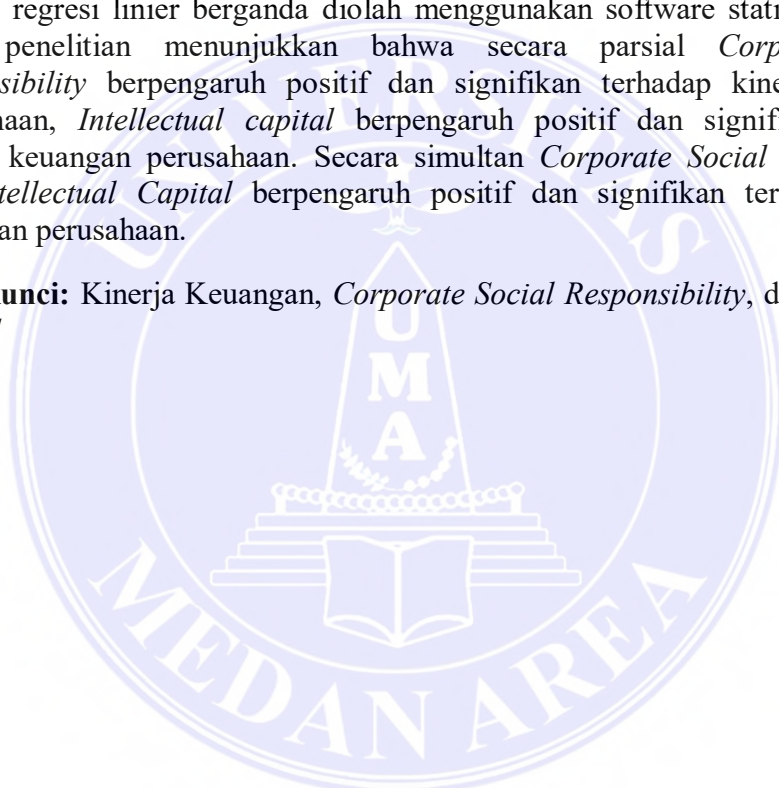 regresi linier berganda diolah menggunakan software stati
penelitian menunjukkan bahwa secara parsial Corp
sibility berpengaruh positif dan signifikan terhadap kine
haan, Intellectual capital berpengaruh positif dan signif
keuangan perusahaan. Secara simultan Corporate Social
tellectual Capital berpengaruh positif dan signifikan ter
an perusahaan.
unci: Kinerja Keuangan, Corporate Social Responsibility, d
UNIVERSITAS
U
M
A
MEDAN AREA